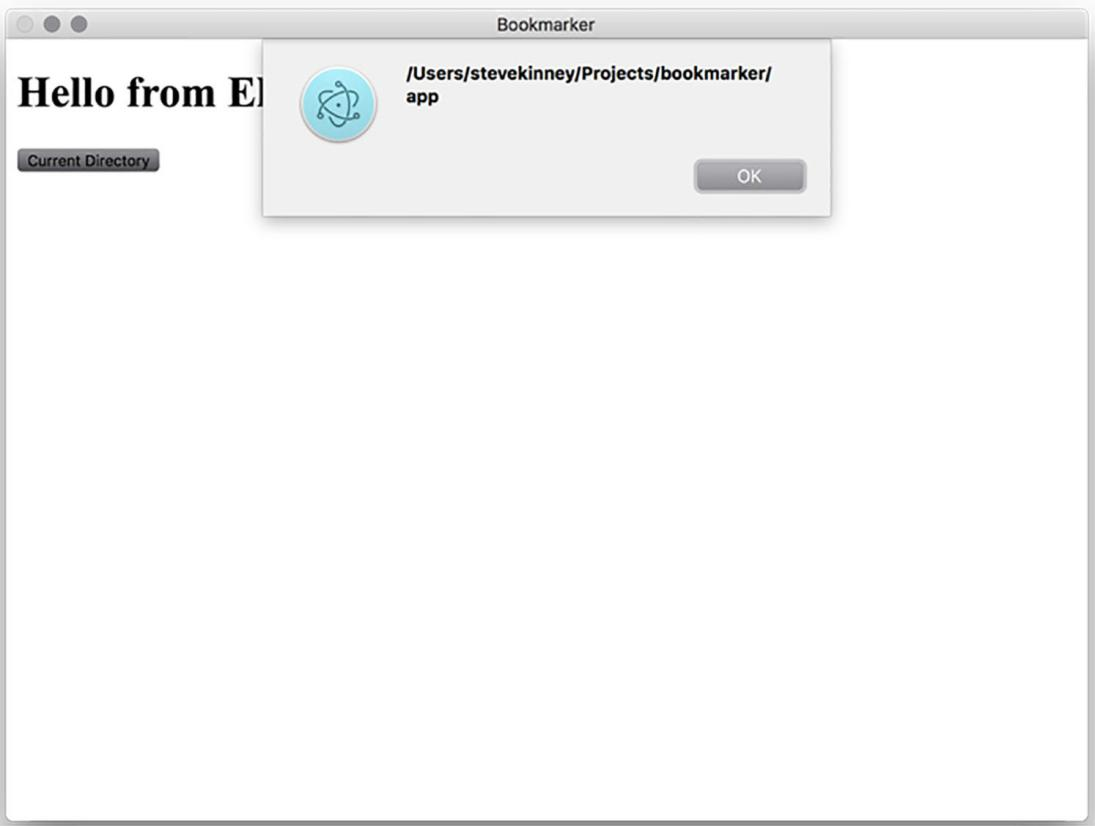 Bookmarker
Hello from El
/Users/stevekinney/Projects/bookmarker/
app
Current Directory
OK